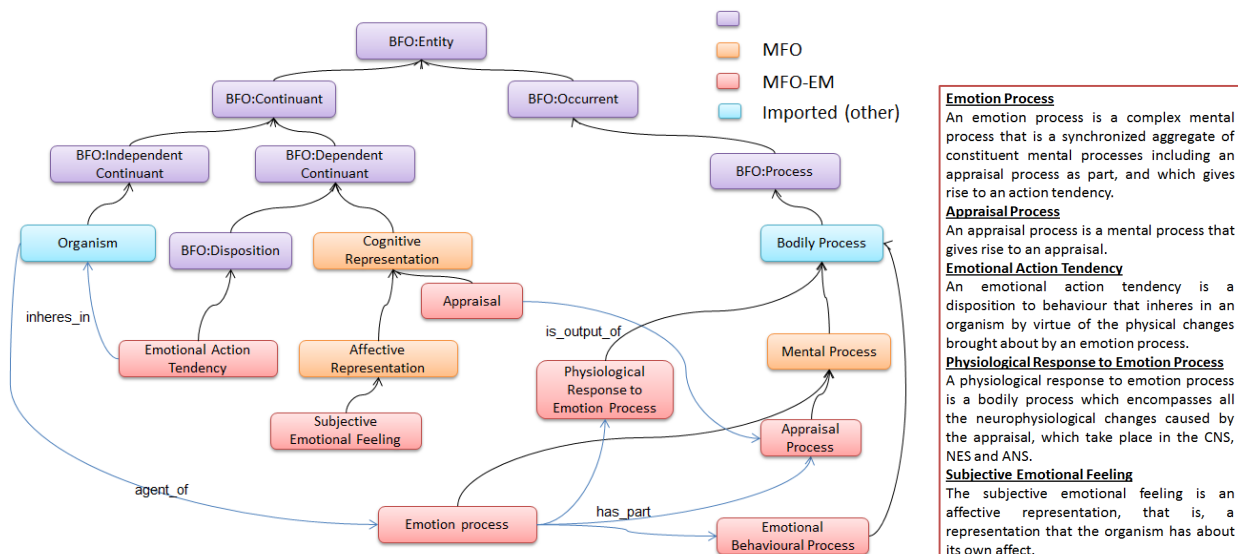 BFO:Entity
MFO
MFO-EM
Imported (other)
BFO:Continuant
BFO:Occurrent
BFO:Independent
Continuant
BFO:Dependent
Continuant
BFO:Process
Organism
BFO:Disposition
Cognitive
Representation
Bodily Process
Appraisal
inheres_in
is_output_of
Emotional Action
Tendency
Affective
Representation
Mental Process
Physiological
Response to
Emotion Process
Subjective
Emotional Feeling
Appraisal
Process
agent_of
has_part
Emotion process
Emotional
Behavioural Process
Emotion Process
An emotion process is a complex mental
process that is a synchronized aggregate of
constituent mental processes including an
appraisal process as part, and which gives
rise to an action tendency.
Appraisal Process
An appraisal process is a mental process that
gives rise to an appraisal.
Emotional Action Tendency
An emotional action tendency is a
disposition to behaviour that inheres in an
organism by virtue of the physical changes
brought about by an emotion process.
Physiological Response to Emotion Process
A physiological response to emotion process
is a bodily process which encompasses all
the neurophysiological changes caused by
the appraisal, which take place in the CNS,
NES and ANS.
Subjective Emotional Feeling
The subjective emotional feeling is an
affective representation, that is, a
representation that the organism has about
its own affect.